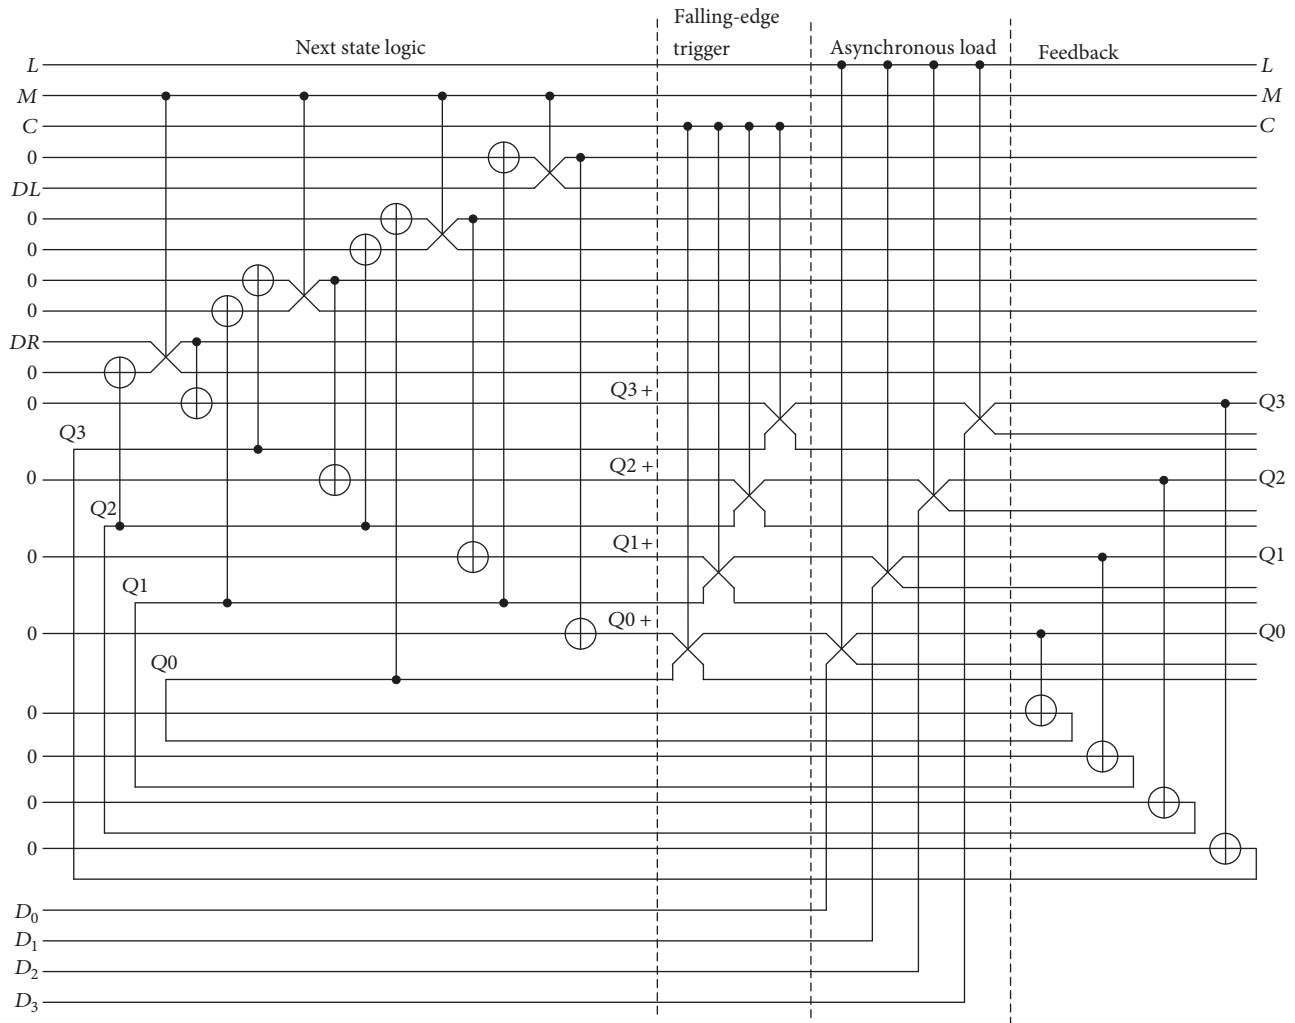 Falling-edge
trigger
Next state logic
Asynchronous load
Feedback
L L
M M
C C
0
DL
0
0
0
0
DR
0
0 Q3 + Q3
Q3
0 Q2 + Q2
Q2
0 Q1+ Q1
Q1
0 Q0 + Q0
Q0
0
0
0
0
D0
D1
D2
D3